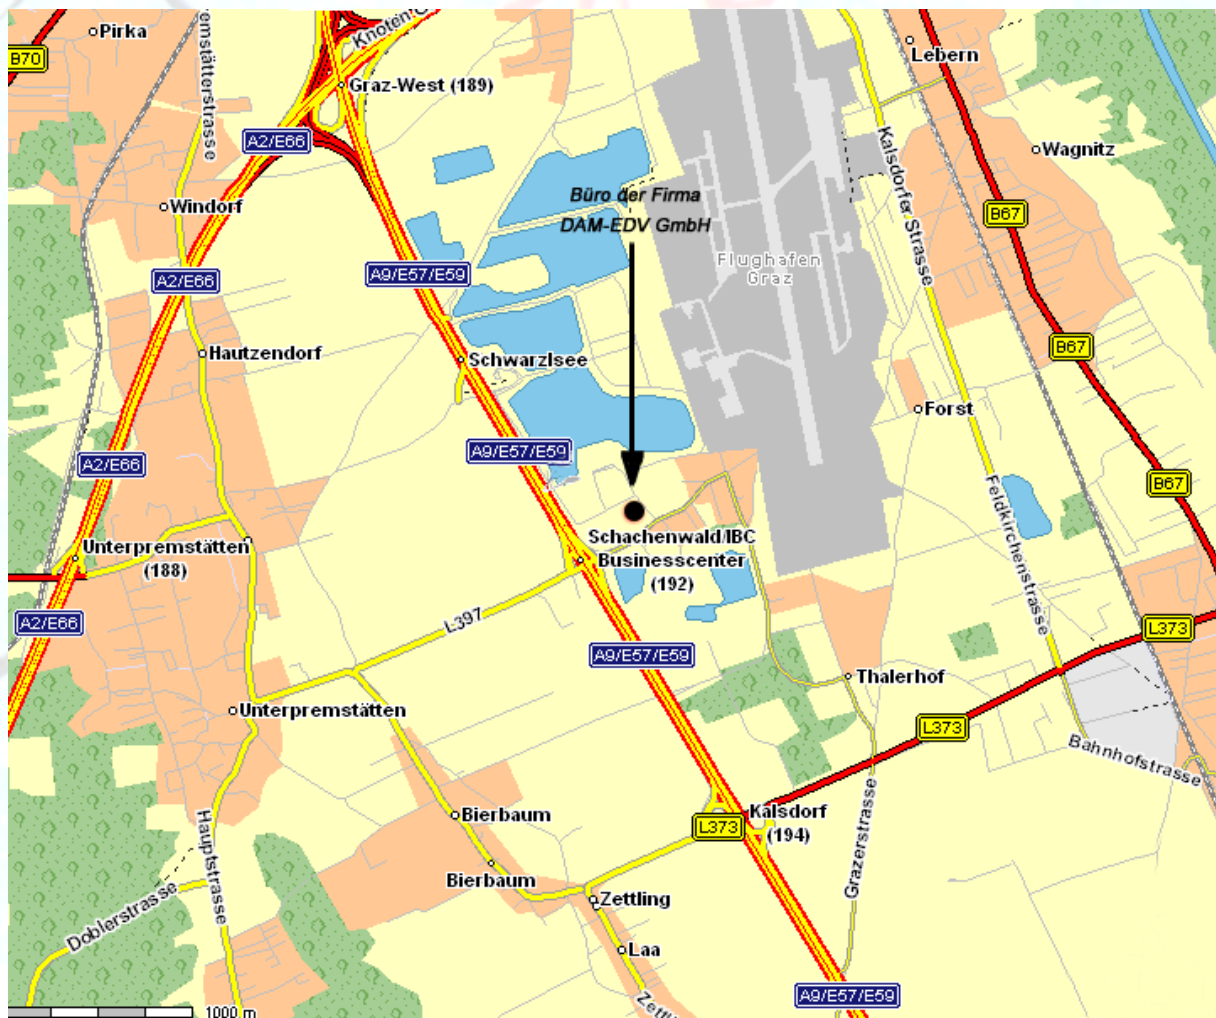 Pirka
B70
Knoten
Lebern
Graz-West (189)
A2/E66
Kalsdorfer Strasse
Wagnitz
Windorf
Büro der Firma
DAM-EDV GmbH
B67
Flughafen
Graz
A2/E66
A9/E57/E59
Hautzendorf
Schwarzlsee
B67
Forst
A2/E66
A9/E57/E59
B67
Feldkirchenstrasse
Unterpremstätten
(188)
Schachenwald/IBC
Businesscenter
(192)
A2/E66
L397
L373
A9/E57/E59
Thalerhof
Unterpremstätten
L373
Bahnhofstrasse
Bierbaum
Kalsdorf
(194)
L373
Hauptstrasse
Grazerstrasse
Bierbaum
Doblerstrasse
Zettling
Laa
A9/E57/E59
1000 m